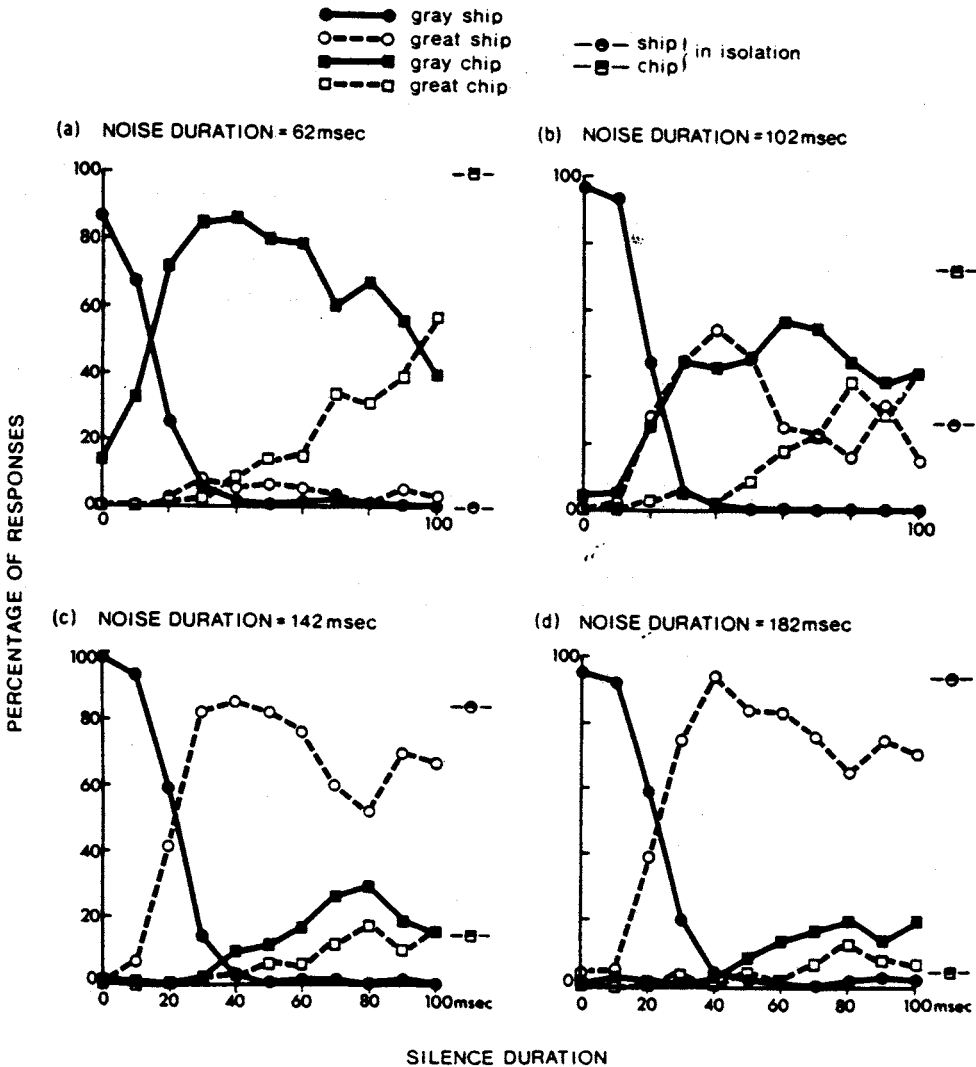 gray ship
great ship
gray chip
great chip
ship
chip
in isolation
(a) NOISE DURATION = 62msec
100
80
60
40
20
0
0
100
(b) NOISE DURATION = 102msec
100
0
0
100
PERCENTAGE OF RESPONSES
(c) NOISE DURATION = 142msec
100
80
60
40
20
0
0 20 40 60 80 100msec
(d) NOISE DURATION = 182msec
100
0
0 20 40 60 80 100msec
SILENCE DURATION